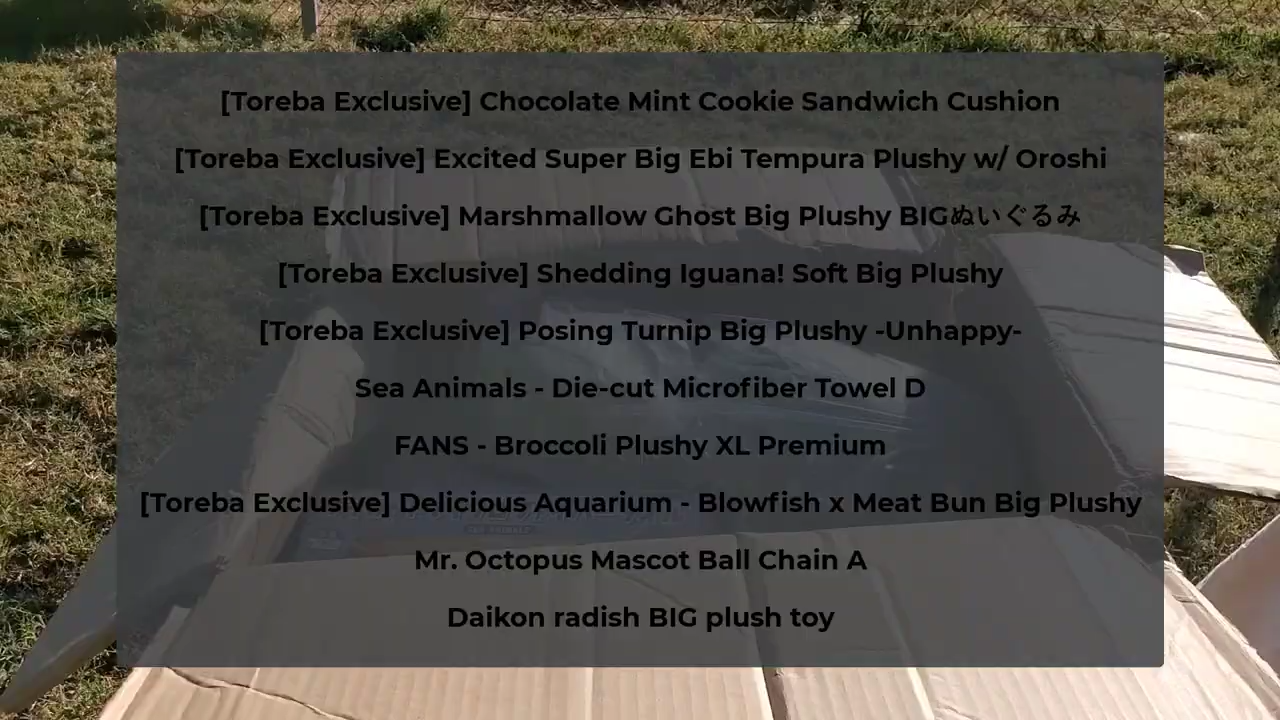 [Toreba Exclusive] Chocolate Mint Cookie Sandwich Cushion
[Toreba Exclusive] Excited Super Big Ebi Tempura Plushy w/ Oroshi
[Toreba Exclusive] Marshmallow Ghost Big Plushy BIGぬいぐるみ
[Toreba Exclusive] Shedding Iguana! Soft Big Plushy
[Toreba Exclusive] Posing Turnip Big Plushy -Unhappy-
Sea Animals - Die-cut Microfiber Towel D
FANS - Broccoli Plushy XL Premium
[Toreba Exclusive] Delicious Aquarium - Blowfish x Meat Bun Big Plushy
Mr. Octopus Mascot Ball Chain A
Daikon radish BIG plush toy